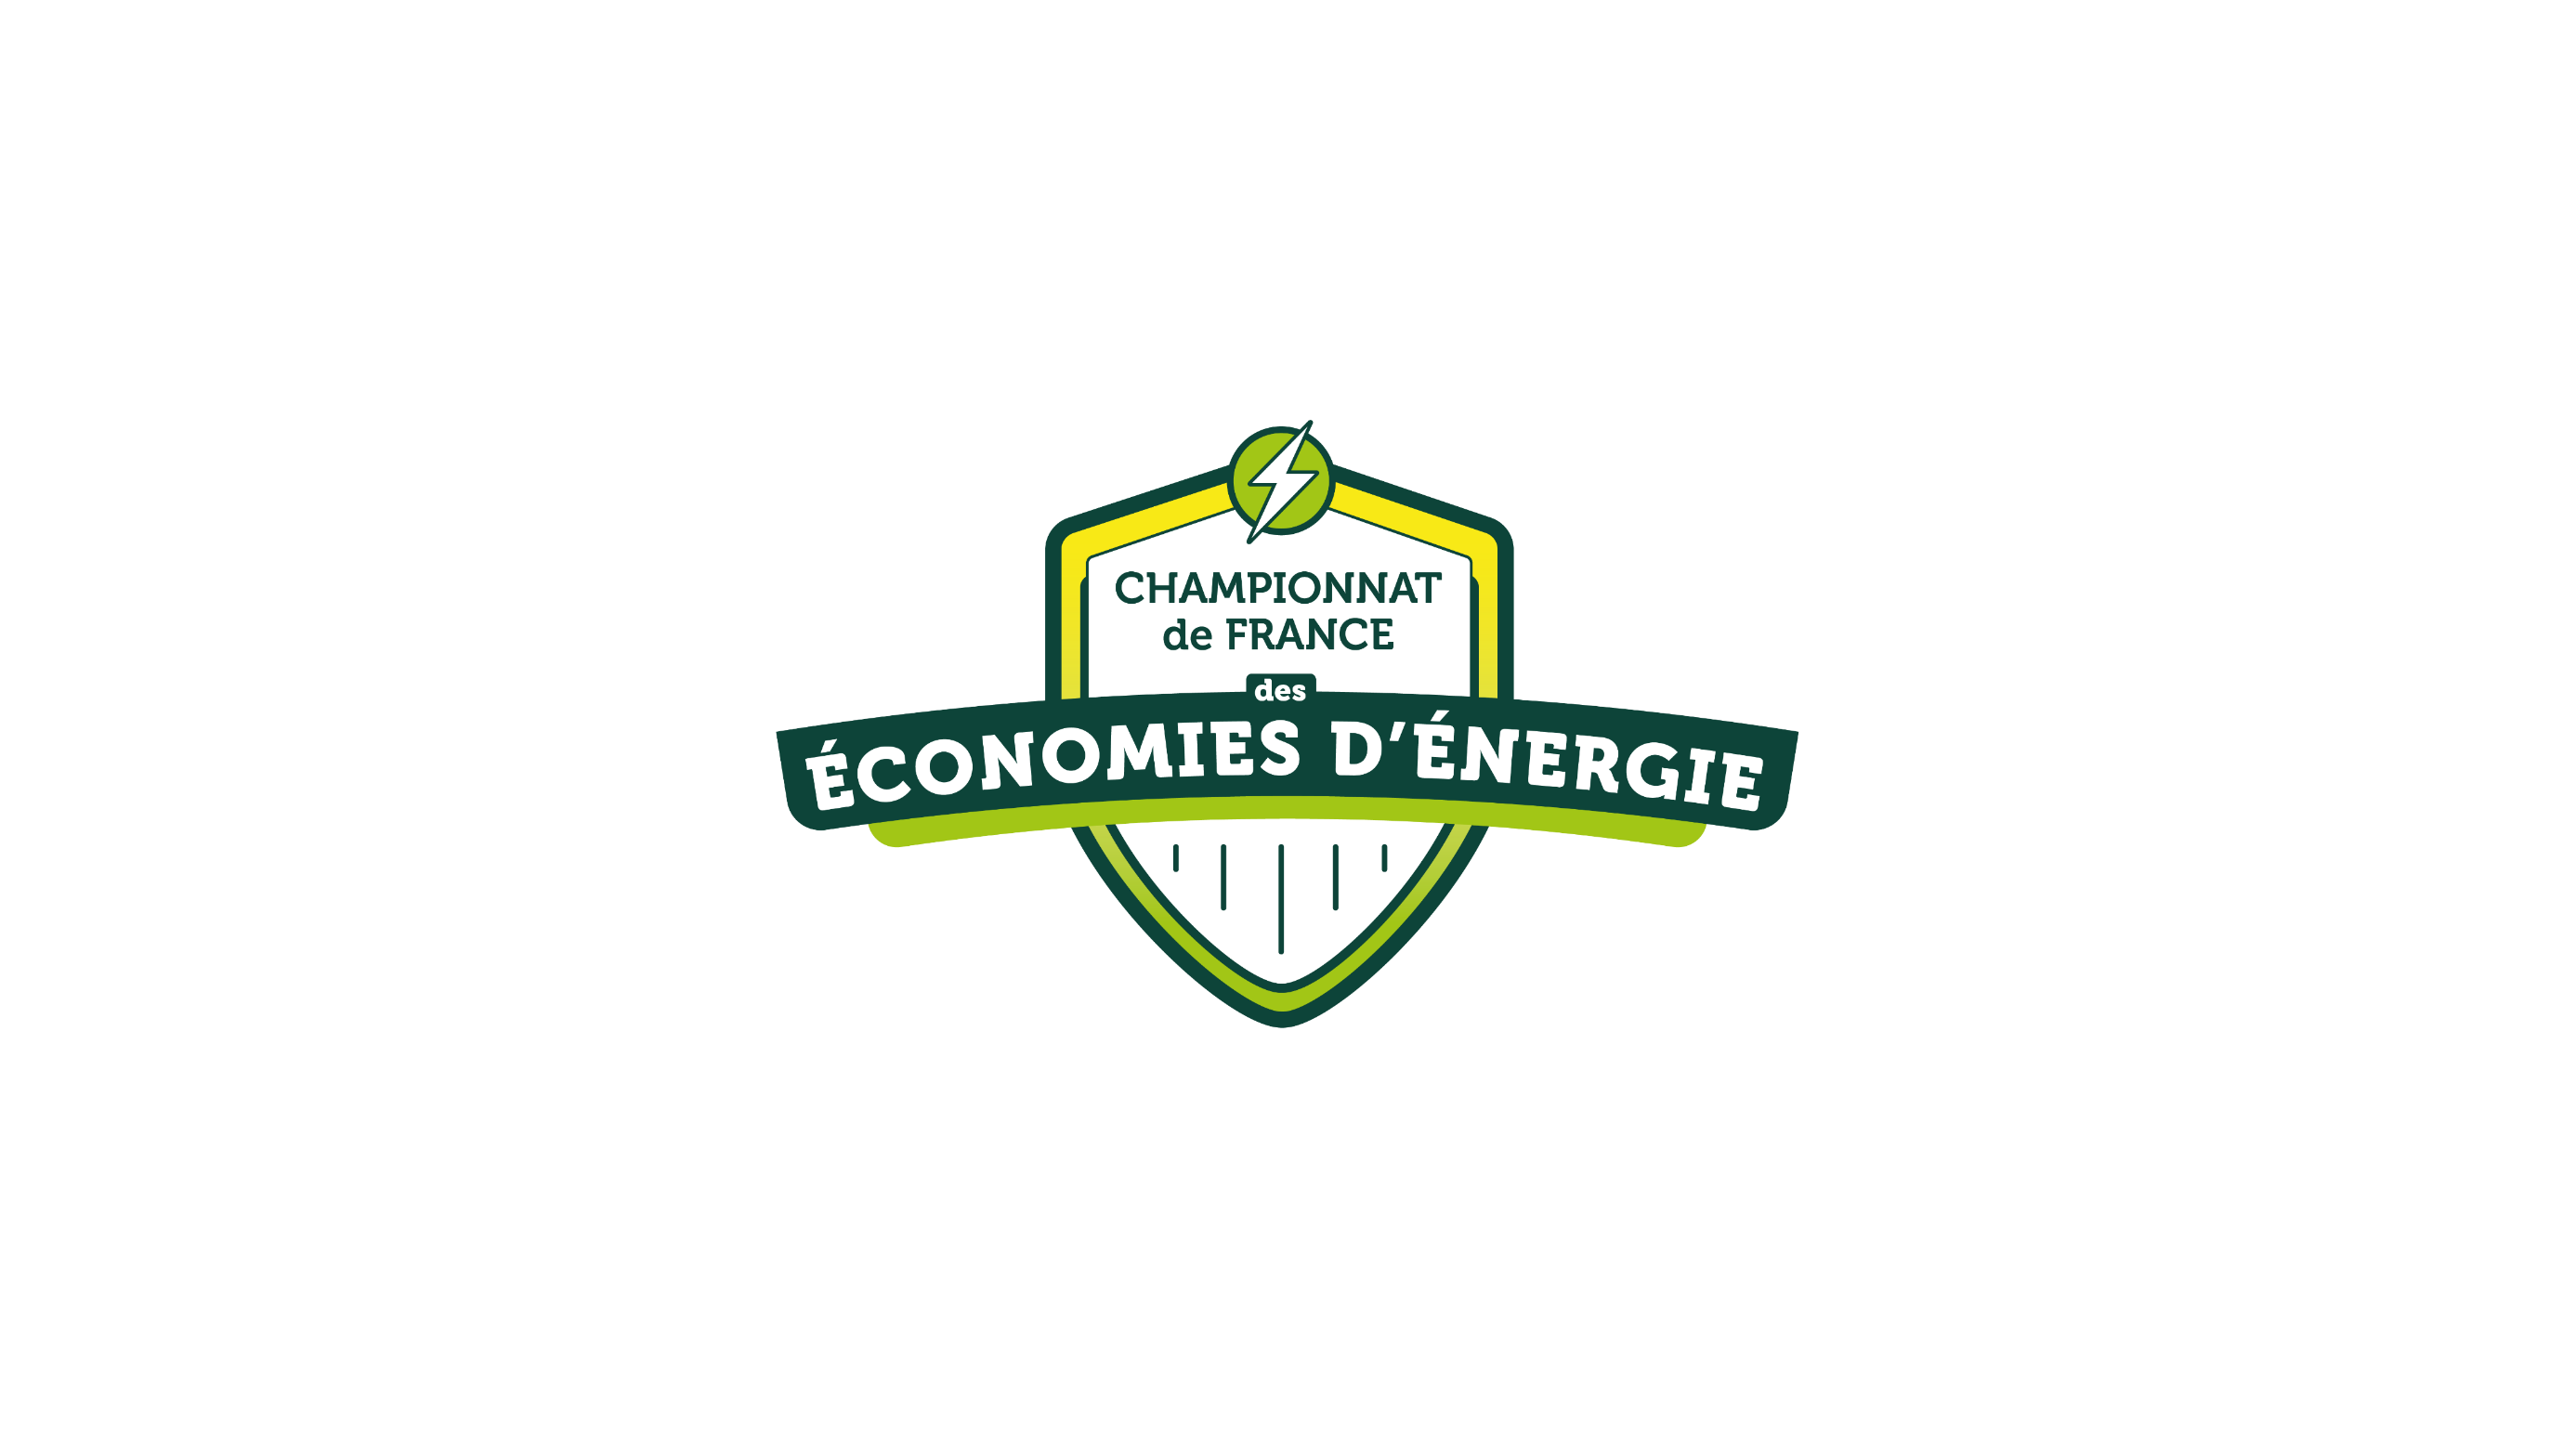 CHAMPIONNAT
de FRANCE
des
ÉCONOMIES D’ÉNERGIE